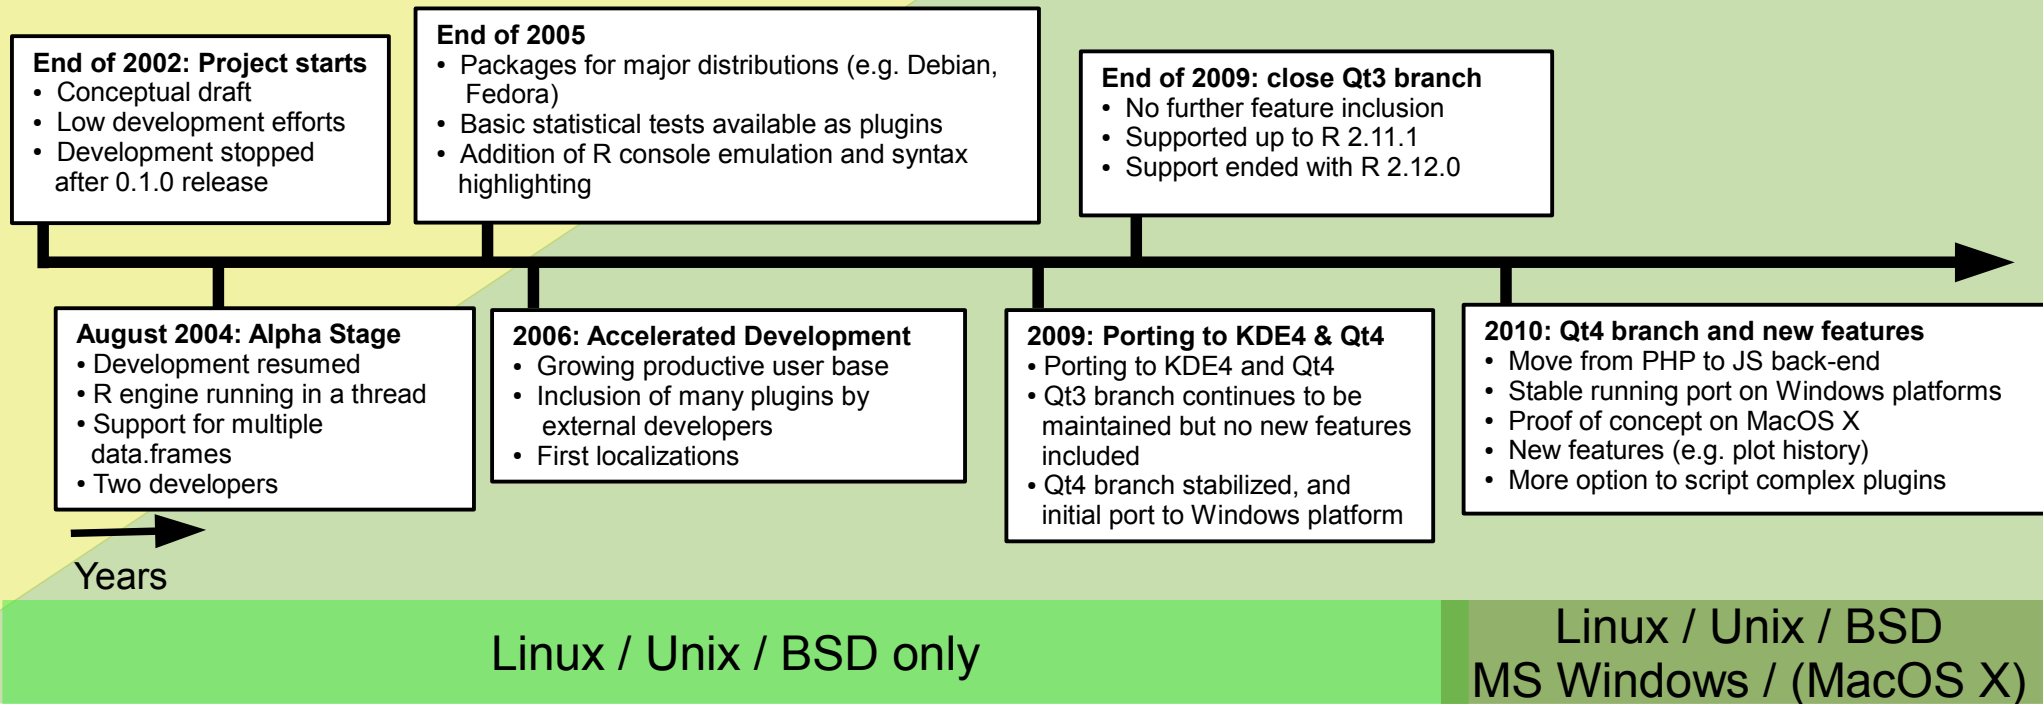 End of 2002: Project starts
• Conceptual draft
• Low development efforts
• Development stopped
after 0.1.0 release
End of 2005
• Packages for major distributions (e.g. Debian,
Fedora)
• Basic statistical tests available as plugins
• Addition of R console emulation and syntax
highlighting
End of 2009: close Qt3 branch
• No further feature inclusion
• Supported up to R 2.11.1
• Support ended with R 2.12.0
August 2004: Alpha Stage
• Development resumed
• R engine running in a thread
• Support for multiple
data.frames
• Two developers
2006: Accelerated Development
• Growing productive user base
• Inclusion of many plugins by
external developers
• First localizations
2009: Porting to KDE4 & Qt4
• Porting to KDE4 and Qt4
• Qt3 branch continues to be
maintained but no new features
included
• Qt4 branch stabilized, and
initial port to Windows platform
2010: Qt4 branch and new features
• Move from PHP to JS back-end
• Stable running port on Windows platforms
• Proof of concept on MacOS X
• New features (e.g. plot history)
• More option to script complex plugins
Years
Linux / Unix / BSD only
Linux / Unix / BSD
MS Windows / (MacOS X)